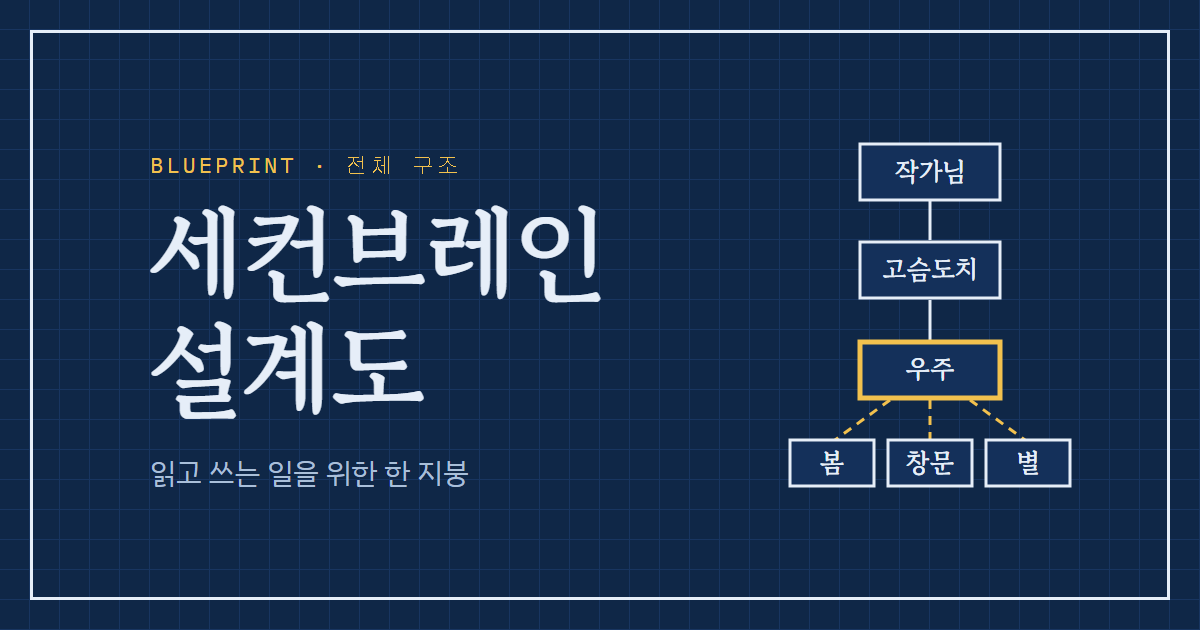 BLUEPRINT · 전체 구조
세컨브레인
설계도
읽고 쓰는 일을 위한 한 지붕
작가님
고슴도치
우주
봄 창문 별